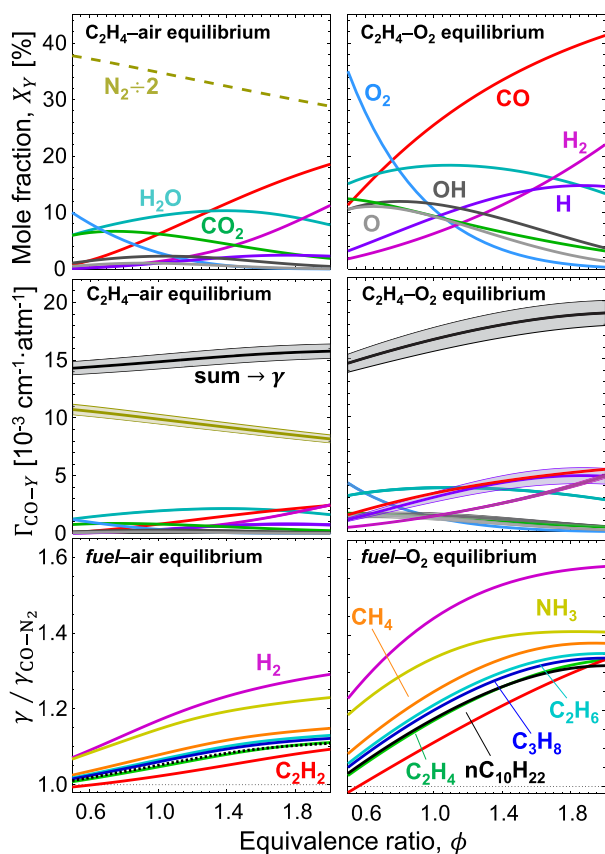 C₂H₄–air equilibrium
C₂H₄–O₂ equilibrium
Mole fraction, X_Y [%]
40
30
20
10
0
N₂÷2
H₂O
CO₂
O₂
CO
H₂
OH
H
O
C₂H₄–air equilibrium
C₂H₄–O₂ equilibrium
Γ_CO–Y [10⁻³ cm⁻¹·atm⁻¹]
20
15
10
5
0
sum → γ
fuel–air equilibrium
fuel–O₂ equilibrium
γ / γ_CO–N₂
1.6
1.4
1.2
1.0
H₂
C₂H₂
CH₄
NH₃
C₂H₆
C₃H₈
nC₁₀H₂₂
C₂H₄
0.6 1.0 1.4 1.8
0.6 1.0 1.4 1.8
Equivalence ratio, ϕ